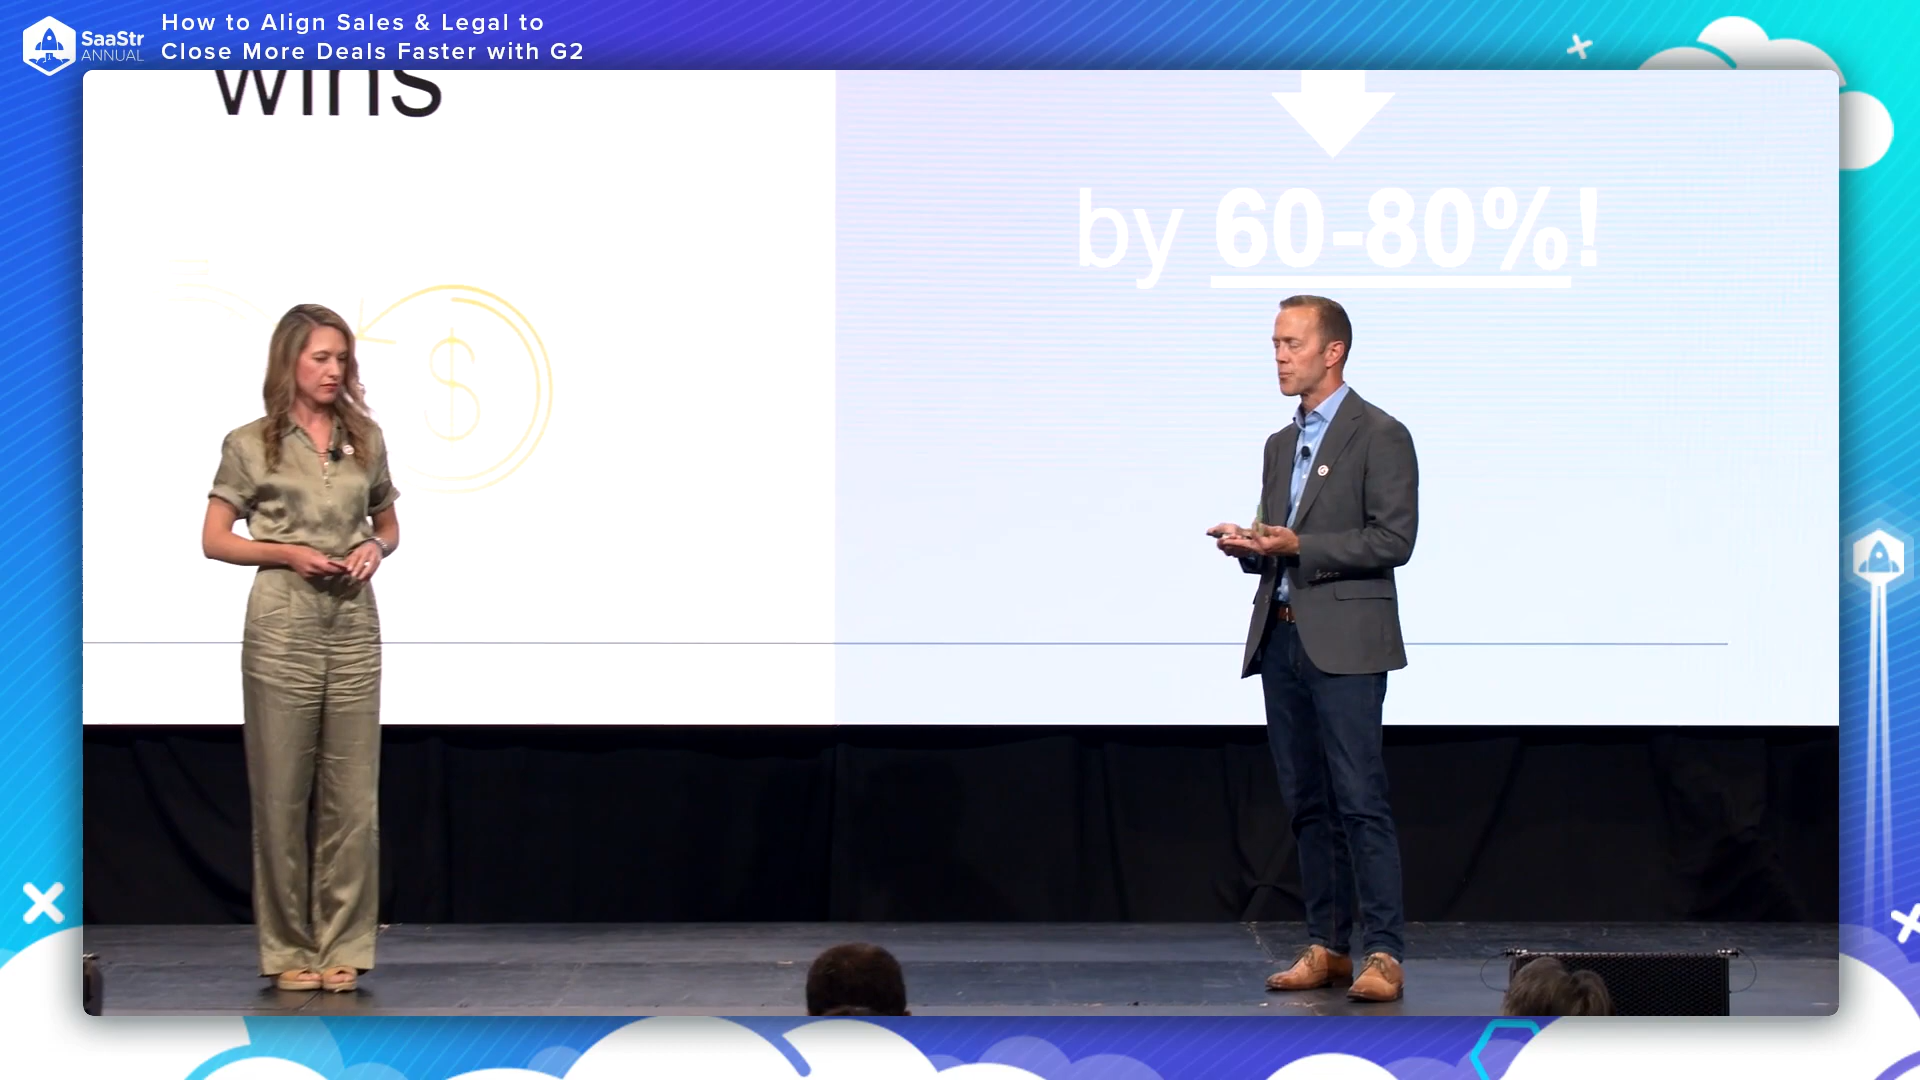 How to Align Sales & Legal to
Close More Deals Faster with G2
SaaStr
ANNUAL
wins
by 60-80%!
$